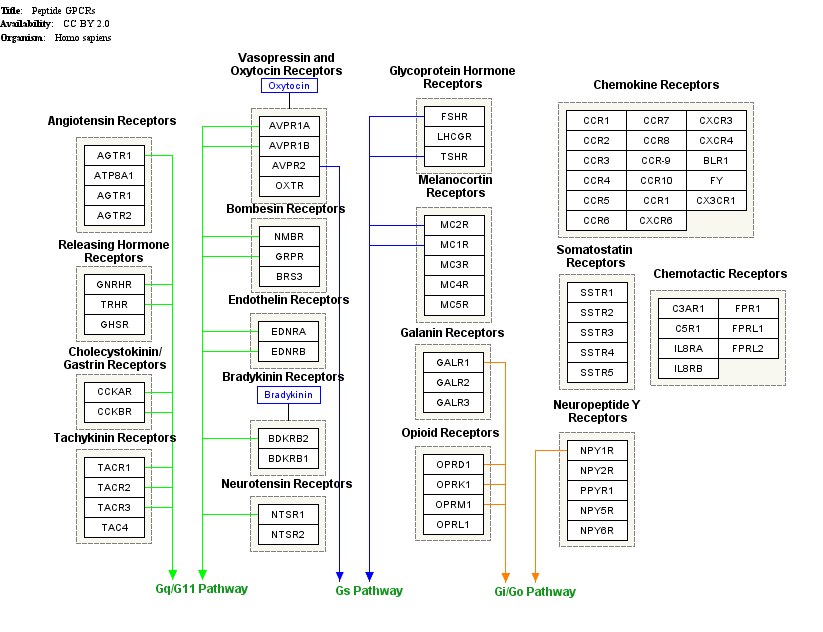 Title: Peptide GPCRs
Availability: CC BY 2.0
Organism: Homo sapiens
Vasopressin and
Oxytocin Receptors
Oxytocin
AVPR1A
AVPR1B
AVPR2
OXTR
Glycoprotein Hormone
Receptors
FSHR
LHCGR
TSHR
Chemokine Receptors
CCR1 CCR7 CXCR3
CCR2 CCR8 CXCR4
CCR3 CCR-9 BLR1
CCR4 CCR10 FY
CCR5 CCR1 CX3CR1
CCR6 CXCR6
Angiotensin Receptors
AGTR1
ATP8A1
AGTR1
AGTR2
Melanocortin
Receptors
MC2R
MC1R
MC3R
MC4R
MC5R
Bombesin Receptors
NMBR
GRPR
BRS3
Releasing Hormone
Receptors
GNRHR
TRHR
GHSR
Somatostatin
Receptors
SSTR1
SSTR2
SSTR3
SSTR4
SSTR5
Chemotactic Receptors
C3AR1 FPR1
C5R1 FPRL1
IL8RA FPRL2
IL8RB
Endothelin Receptors
EDNRA
EDNRB
Galanin Receptors
GALR1
GALR2
GALR3
Cholecystokinin/
Gastrin Receptors
CCKAR
CCKBR
Bradykinin Receptors
Bradykinin
BDKRB2
BDKRB1
Neuropeptide Y
Receptors
NPY1R
NPY2R
PPYR1
NPY5R
NPY6R
Opioid Receptors
OPRD1
OPRK1
OPRM1
OPRL1
Tachykinin Receptors
TACR1
TACR2
TACR3
TAC4
Neurotensin Receptors
NTSR1
NTSR2
Gq/G11 Pathway
Gs Pathway
Gi/Go Pathway